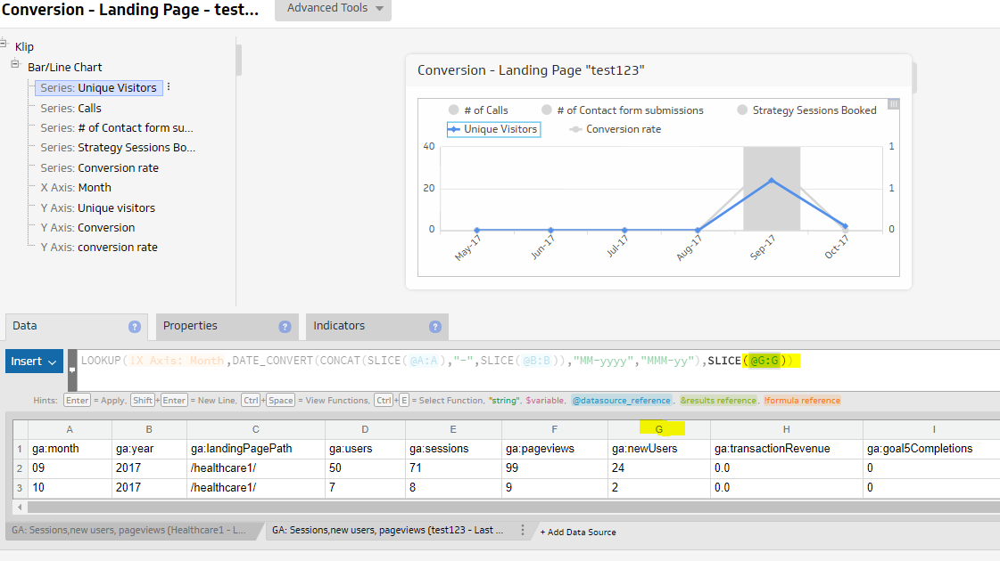 Conversion - Landing Page - test...
Advanced Tools
Klip
Bar/Line Chart
Series: Unique Visitors
Series: Calls
Series: # of Contact form su...
Series: Strategy Sessions Bo...
Series: Conversion rate
X Axis: Month
Y Axis: Unique visitors
Y Axis: Conversion
Y Axis: conversion rate
Conversion - Landing Page "test123"
# of Calls # of Contact form submissions Strategy Sessions Booked
Unique Visitors Conversion rate
40 1
20 1
0 0
May-17 Jun-17 Jul-17 Aug-17 Sep-17 Oct-17
Data ? Properties ? Indicators ?
Insert LOOKUP(!X Axis: Month,DATE_CONVERT(CONCAT(SLICE(@A:A),"-",SLICE(@B:B)),"MM-yyyy","MMM-yy"),SLICE(@G:G))
Hints: Enter = Apply, Shift+Enter = New Line, Ctrl+Space = View Functions, Ctrl+E = Select Function, "string", $variable, @datasource_reference, &results reference, !formula reference
A B C D E F G H I
1 ga:month ga:year ga:landingPagePath ga:users ga:sessions ga:pageviews ga:newUsers ga:transactionRevenue ga:goal5Completions
2 09 2017 /healthcare1/ 50 71 99 24 0.0 0
3 10 2017 /healthcare1/ 7 8 9 2 0.0 0
GA: Sessions,new users, pageviews (Healthcare1 - L... GA: Sessions,new users, pageviews (test123 - Last ... + Add Data Source